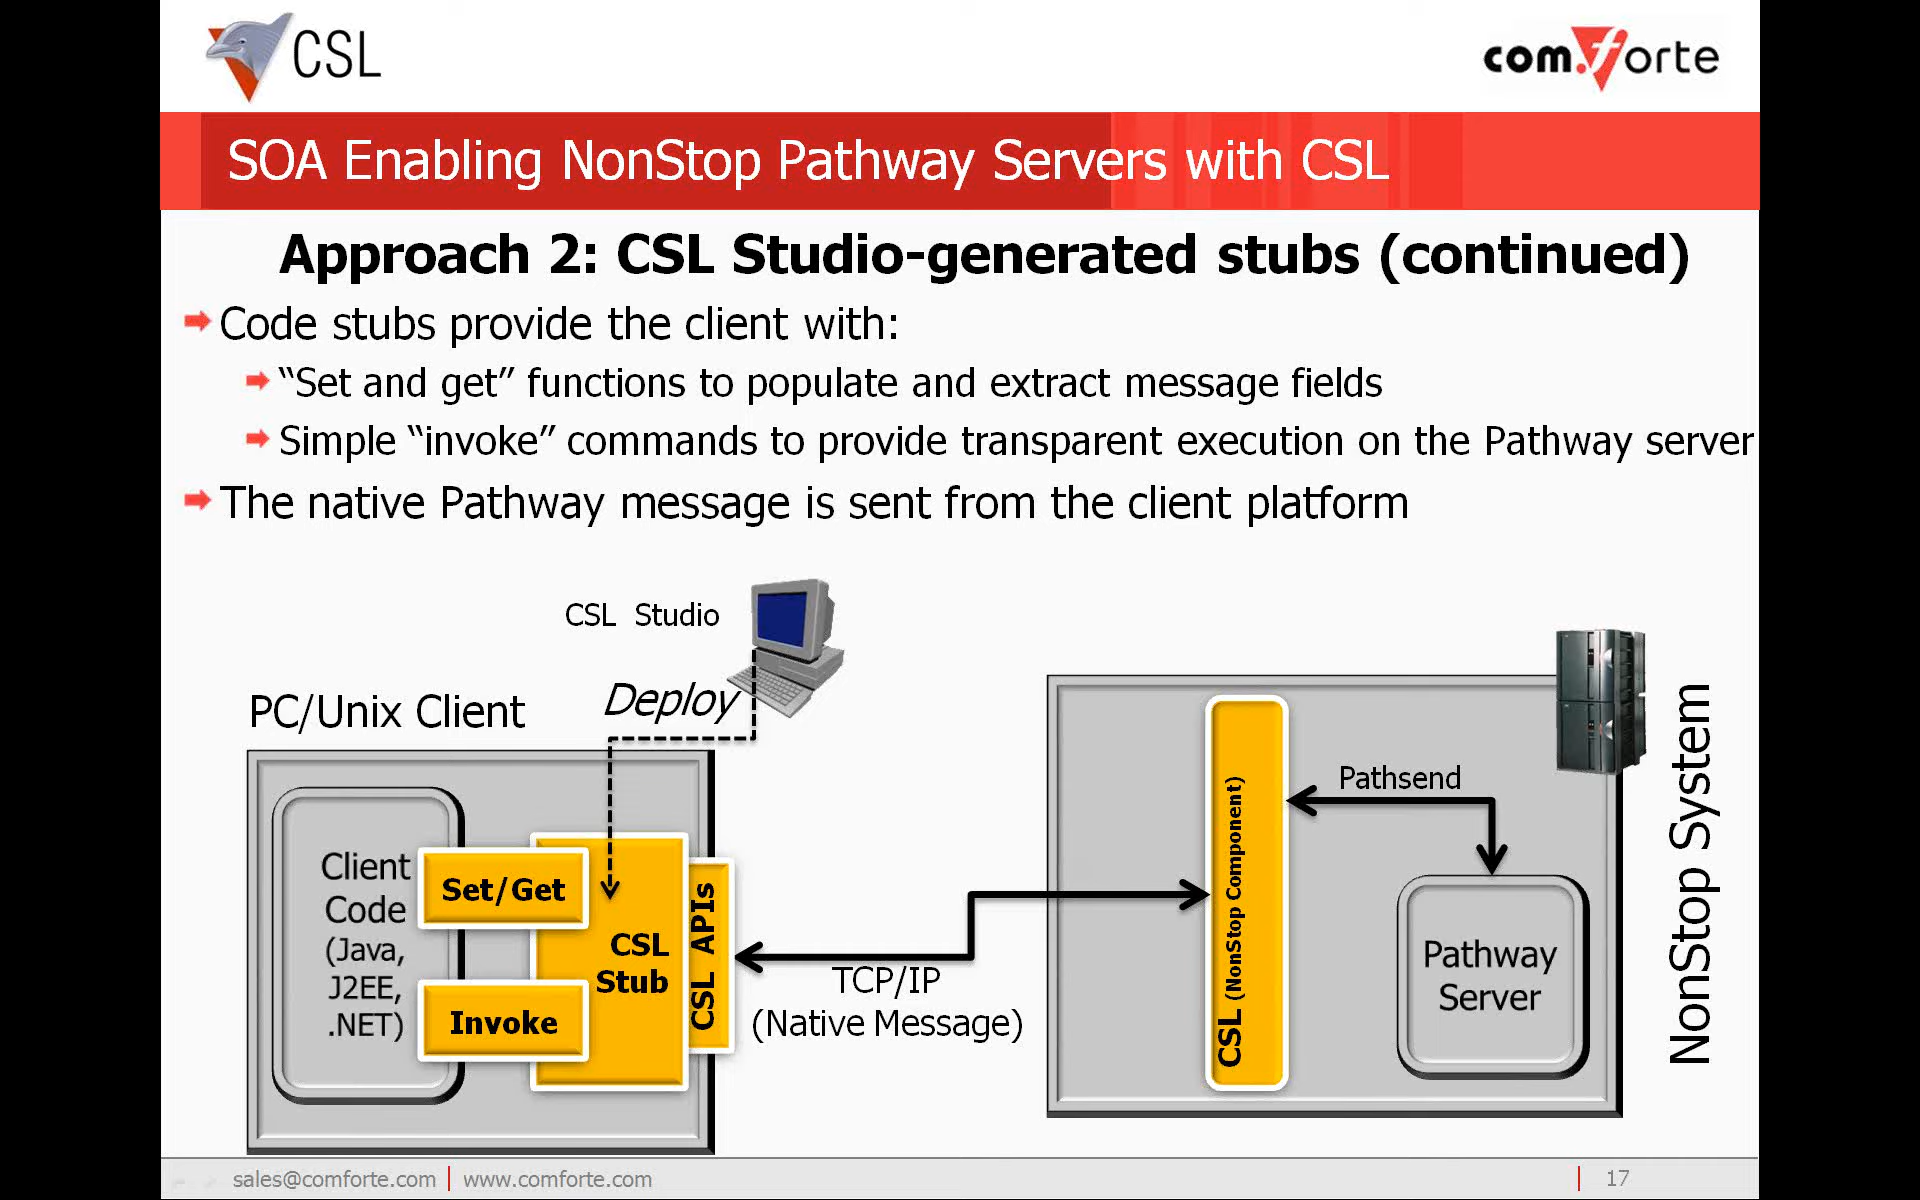 CSL
com.forte
SOA Enabling NonStop Pathway Servers with CSL
Approach 2: CSL Studio-generated stubs (continued)
Code stubs provide the client with:
“Set and get” functions to populate and extract message fields
Simple “invoke” commands to provide transparent execution on the Pathway server
The native Pathway message is sent from the client platform
CSL Studio
Deploy
PC/Unix Client
Client
Code
(Java,
J2EE,
.NET)
Set/Get
Invoke
CSL
Stub
CSL APIs
TCP/IP
(Native Message)
CSL (NonStop Component)
Pathsend
Pathway
Server
NonStop System
sales@comforte.com | www.comforte.com
17